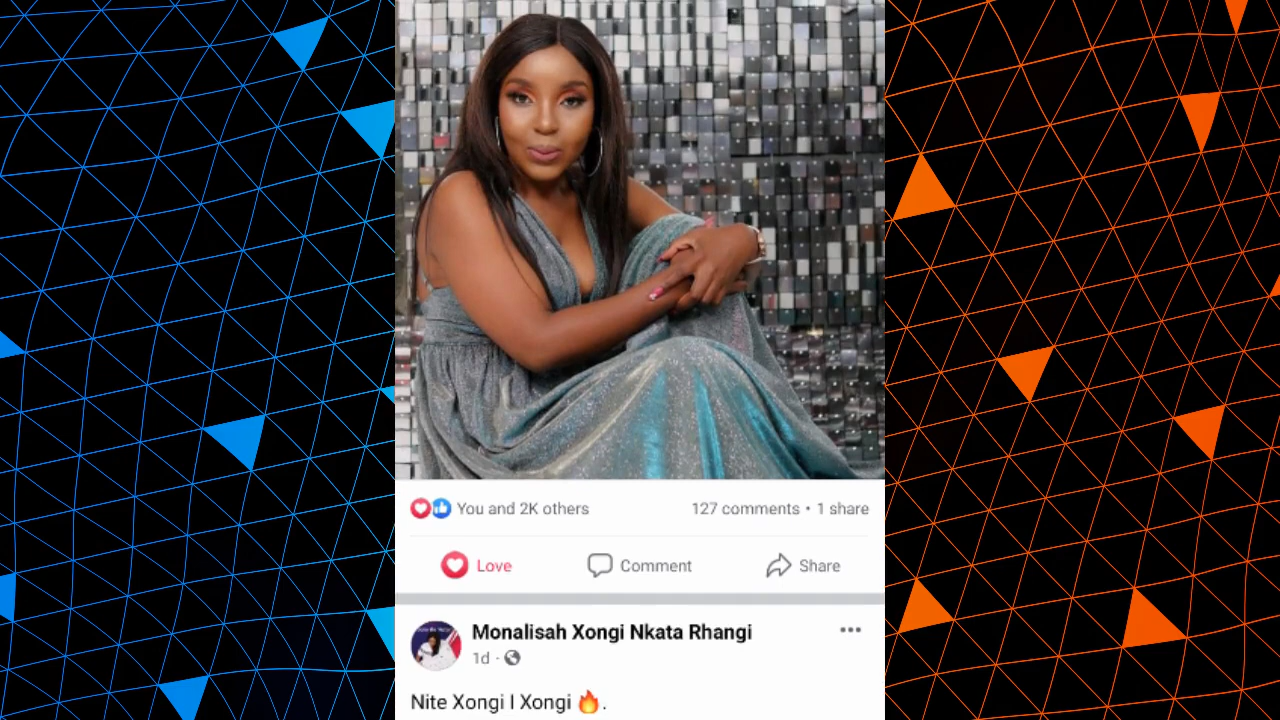 You and 2K others
127 comments • 1 share
Love
Comment
Share
Monalisah Xongi Nkata Rhangi
1d ·
Nite Xongi I Xongi 🔥.